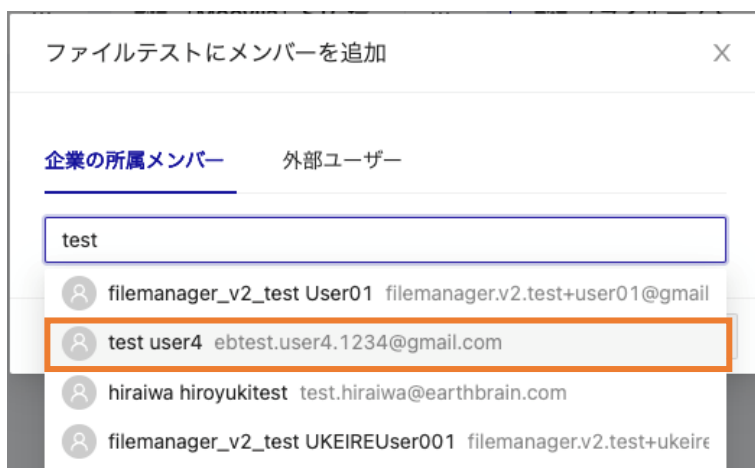 ファイルテストにメンバーを追加
企業の所属メンバー 外部ユーザー
test
filemanager_v2_test User01 filemanager.v2.test+user01@gmail
test user4 ebtest.user4.1234@gmail.com
hiraiwa hiroyukitest test.hiraiwa@earthbrain.com
filemanager_v2_test UKEIREUser001 filemanager.v2.test+ukeire